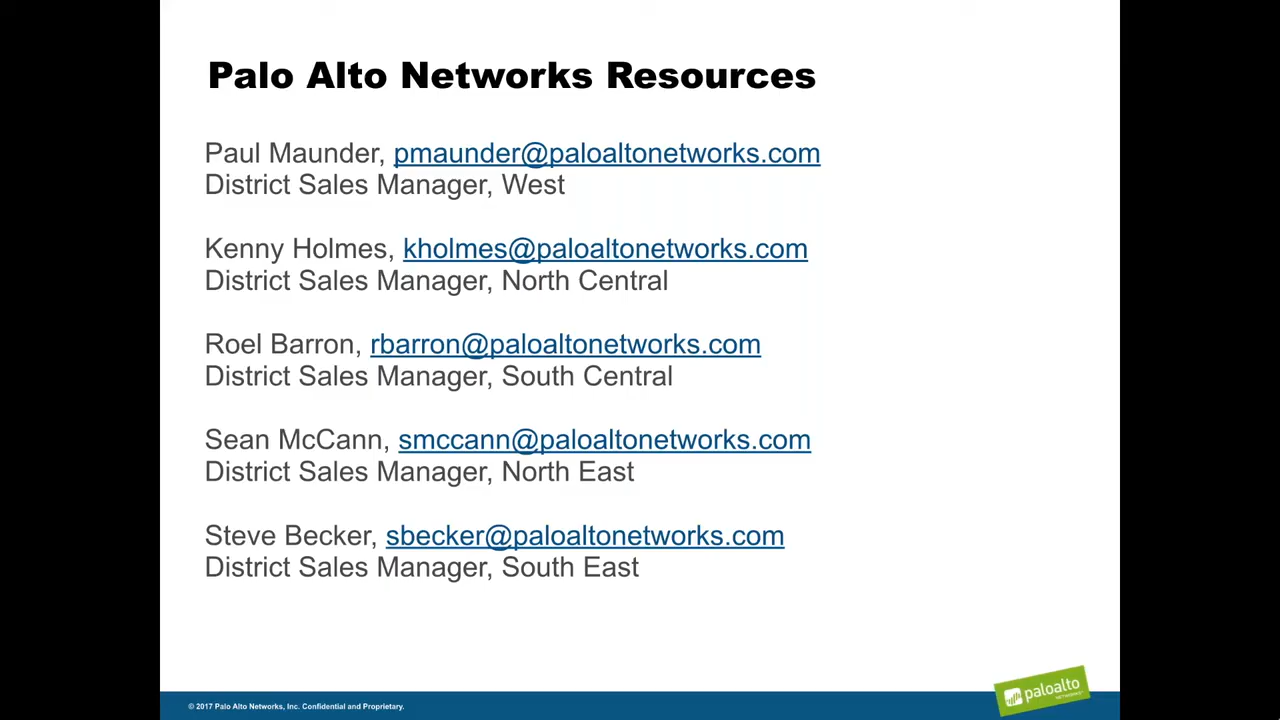 Palo Alto Networks Resources
Paul Maunder, pmaunder@paloaltonetworks.com
District Sales Manager, West
Kenny Holmes, kholmes@paloaltonetworks.com
District Sales Manager, North Central
Roel Barron, rbarron@paloaltonetworks.com
District Sales Manager, South Central
Sean McCann, smccann@paloaltonetworks.com
District Sales Manager, North East
Steve Becker, sbecker@paloaltonetworks.com
District Sales Manager, South East
© 2017 Palo Alto Networks, Inc. Confidential and Proprietary.
paloalto
NETWORKS